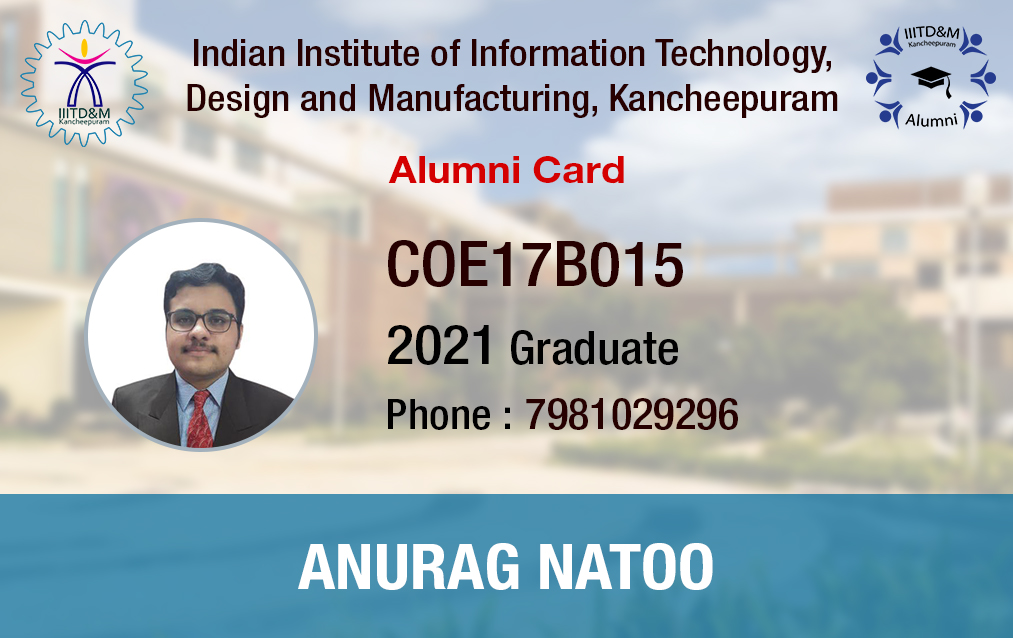 Indian Institute of Information Technology,
Design and Manufacturing, Kancheepuram
IIITD&M
Kancheepuram
IIITD&M
Kancheepuram
Alumni
Alumni Card
COE17B015
2021 Graduate
Phone : 7981029296
ANURAG NATOO